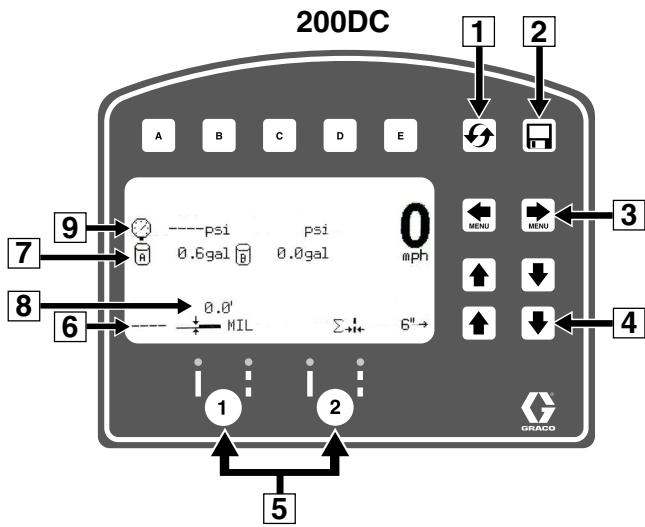 200DC
1 2
A B C D E
MENU MENU 3
9 ----psi psi 0
7 A 0.6gal B 0.0gal mph
8 0.0'
6 ---- MIL Σ 6"→ 4
1 2
GRACO
5